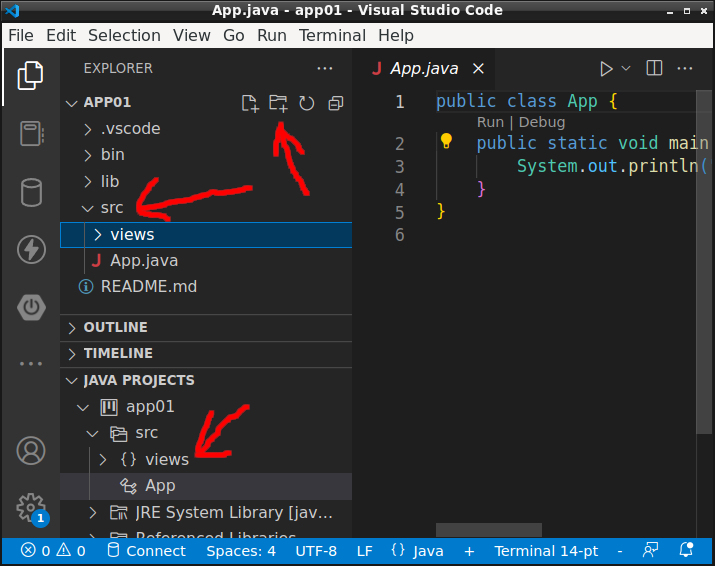 App.java - app01 - Visual Studio Code
File Edit Selection View Go Run Terminal Help
EXPLORER
APP01
.vscode
bin
lib
src
views
App.java
README.md
OUTLINE
TIMELINE
JAVA PROJECTS
app01
src
{} views
App
JRE System Library [jav...
Referenced Libraries
1
J App.java
1 public class App {
Run | Debug
2 public static void main
3 System.out.println(
4 }
5 }
6
0 0 Connect Spaces: 4 UTF-8 LF {} Java + Terminal 14-pt -